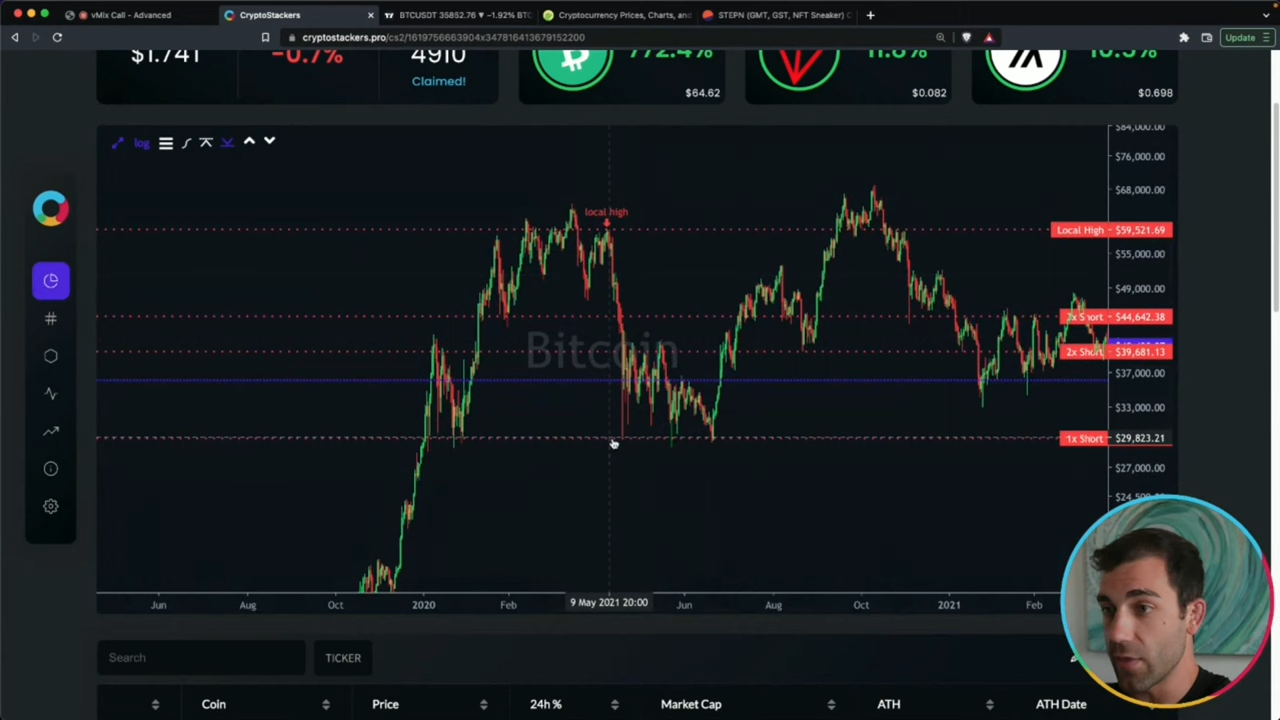 vMix Call - Advanced
CryptoStackers
BTCUSDT 35852.76 ▼ −1.92% BTC
Cryptocurrency Prices, Charts, and
STEPN (GMT, GST, NFT Sneaker) C
cryptostackers.pro/cs2/1619756663904x347816413679152200
Update
$1.741
-0.7%
4910
Claimed!
772.4%
$64.62
11.8%
$0.082
10.5%
$0.698
log
$84,000.00
$76,000.00
$68,000.00
local high
Local High
$59,521.69
$55,000.00
$49,000.00
3x Short
$44,642.38
Bitcoin
2x Short
$39,681.13
$37,000.00
$33,000.00
1x Short
$29,823.21
$27,000.00
$24,500
Jun
Aug
Oct
2020
Feb
9 May 2021 20:00
Jun
Aug
Oct
2021
Feb
Search
TICKER
Coin
Price
24h %
Market Cap
ATH
ATH Date